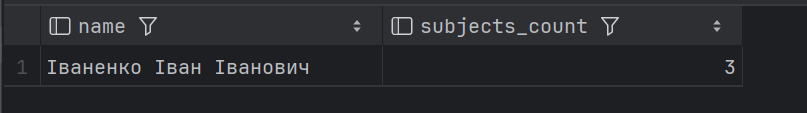 name subjects_count
1 Іваненко Іван Іванович 3